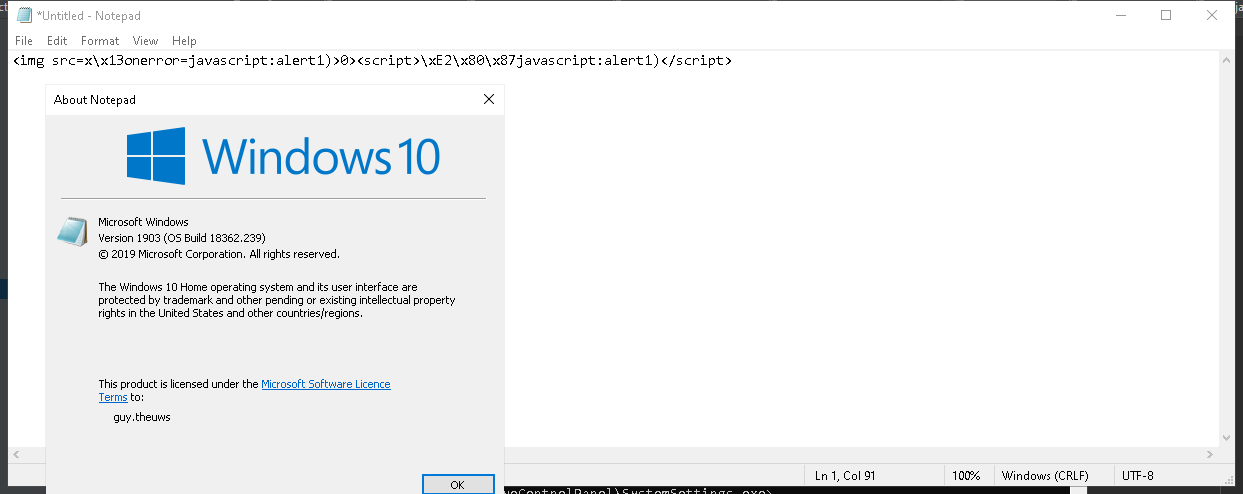 *Untitled - Notepad
File Edit Format View Help
<img src=x\x13onerror=javascript:alert1)>0><script>\xE2\x80\x87javascript:alert1)</script>
About Notepad
Windows 10
Microsoft Windows
Version 1903 (OS Build 18362.239)
© 2019 Microsoft Corporation. All rights reserved.
The Windows 10 Home operating system and its user interface are
protected by trademark and other pending or existing intellectual property
rights in the United States and other countries/regions.
This product is licensed under the Microsoft Software Licence
Terms to:
guy.theuws
OK
Ln 1, Col 91 100% Windows (CRLF) UTF-8
veControlPanel\SystemSettings.exe>